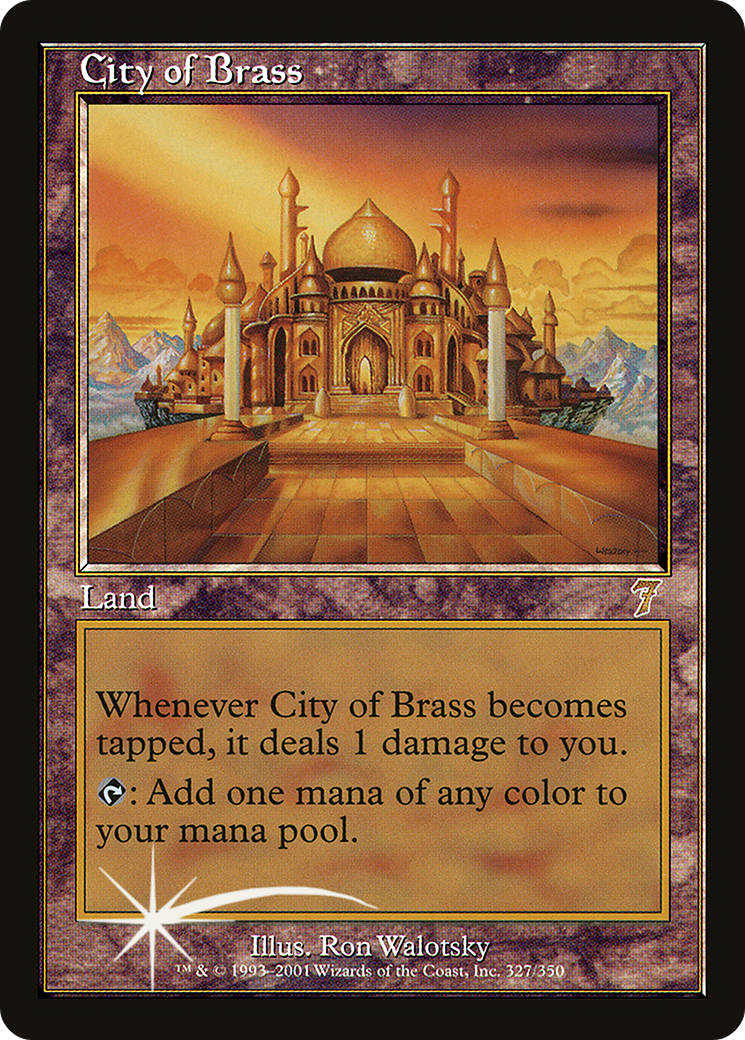 City of Brass
Land
7
Whenever City of Brass becomes
tapped, it deals 1 damage to you.
: Add one mana of any color to
your mana pool.
Illus. Ron Walotsky
™ & © 1993–2001 Wizards of the Coast, Inc. 327/350